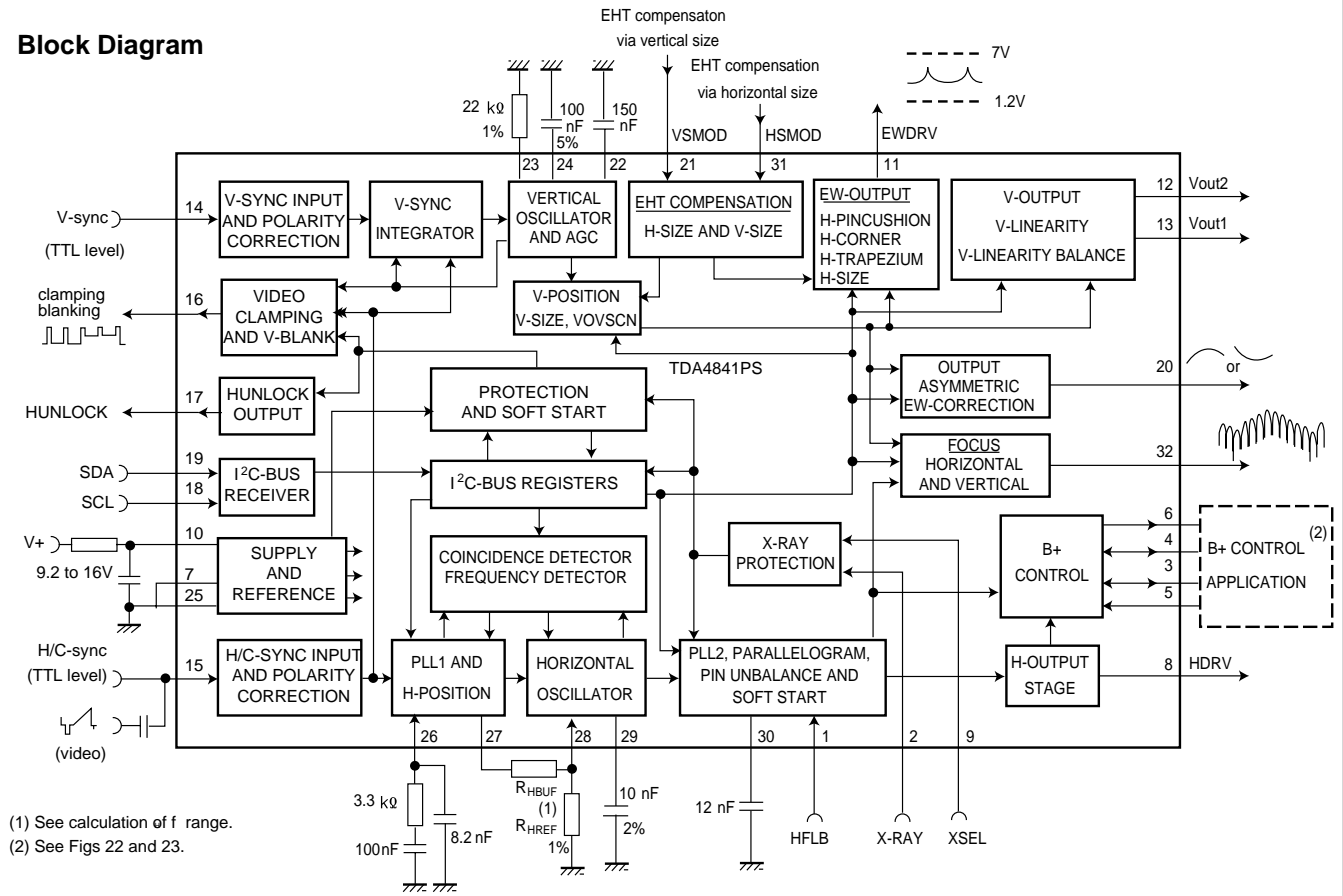 Block Diagram
EHT compensaton
via vertical size
EHT compensation
via horizontal size
7V
1.2V
22 kΩ
1%
100
nF
5%
150
nF
VSMOD
HSMOD
EWDRV
23
24
22
21
31
11
V-sync
(TTL level)
14
V-SYNC INPUT
AND POLARITY
CORRECTION
V-SYNC
INTEGRATOR
VERTICAL
OSCILLATOR
AND AGC
EHT COMPENSATION
H-SIZE AND V-SIZE
EW-OUTPUT
H-PINCUSHION
H-CORNER
H-TRAPEZIUM
H-SIZE
V-OUTPUT
V-LINEARITY
V-LINEARITY BALANCE
12
Vout2
13
Vout1
clamping
blanking
16
VIDEO
CLAMPING
AND V-BLANK
V-POSITION
V-SIZE, VOVSCN
TDA4841PS
HUNLOCK
17
HUNLOCK
OUTPUT
PROTECTION
AND SOFT START
OUTPUT
ASYMMETRIC
EW-CORRECTION
20
or
SDA
19
SCL
18
I²C-BUS
RECEIVER
I²C-BUS REGISTERS
FOCUS
HORIZONTAL
AND VERTICAL
32
V+
9.2 to 16V
10
7
25
SUPPLY
AND
REFERENCE
COINCIDENCE DETECTOR
FREQUENCY DETECTOR
X-RAY
PROTECTION
B+
CONTROL
6
4
3
5
(2)
B+ CONTROL
APPLICATION
H/C-sync
(TTL level)
(video)
15
H/C-SYNC INPUT
AND POLARITY
CORRECTION
PLL1 AND
H-POSITION
HORIZONTAL
OSCILLATOR
PLL2, PARALLELOGRAM,
PIN UNBALANCE AND
SOFT START
H-OUTPUT
STAGE
8
HDRV
26
27
28
29
30
1
2
9
3.3 kΩ
100nF
8.2 nF
RHBUF
(1)
RHREF
1%
10 nF
2%
12 nF
HFLB
X-RAY
XSEL
(1) See calculation of f range.
(2) See Figs 22 and 23.